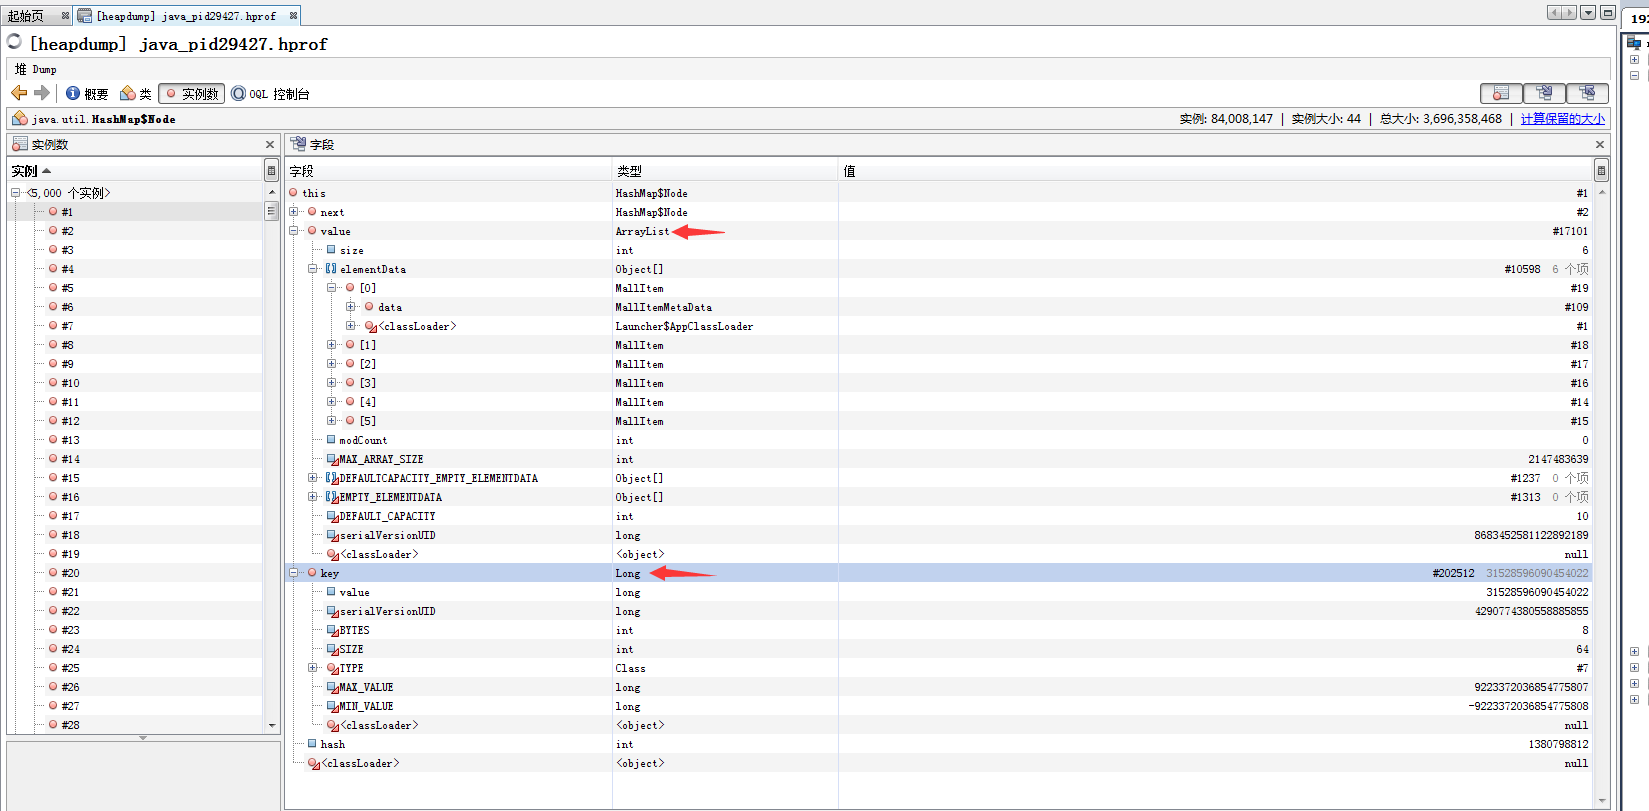 起始页 [heapdump] java_pid29427.hprof
[heapdump] java_pid29427.hprof
堆 Dump
概要 类 实例数 OQL 控制台
java.util.HashMap$Node 实例: 84,008,147 | 实例大小: 44 | 总大小: 3,696,358,468 | 计算保留的大小
实例数
实例
<5,000 个实例>
#1
#2
#3
#4
#5
#6
#7
#8
#9
#10
#11
#12
#13
#14
#15
#16
#17
#18
#19
#20
#21
#22
#23
#24
#25
#26
#27
#28
字段
字段 类型 值
this HashMap$Node #1
next HashMap$Node #2
value ArrayList #17101
size int 6
elementData Object[] #10598 6 个项
[0] MallItem #19
data MallItemMetaData #109
<classLoader> Launcher$AppClassLoader #1
[1] MallItem #18
[2] MallItem #17
[3] MallItem #16
[4] MallItem #14
[5] MallItem #15
modCount int 0
MAX_ARRAY_SIZE int 2147483639
DEFAULTCAPACITY_EMPTY_ELEMENTDATA Object[] #1237 0 个项
EMPTY_ELEMENTDATA Object[] #1313 0 个项
DEFAULT_CAPACITY int 10
serialVersionUID long 8683452581122892189
<classLoader> <object> null
key Long #202512 31528596090454022
value long 31528596090454022
serialVersionUID long 4290774380558885855
BYTES int 8
SIZE int 64
TYPE Class #7
MAX_VALUE long 9223372036854775807
MIN_VALUE long -9223372036854775808
<classLoader> <object> null
hash int 1380798812
<classLoader> <object> null